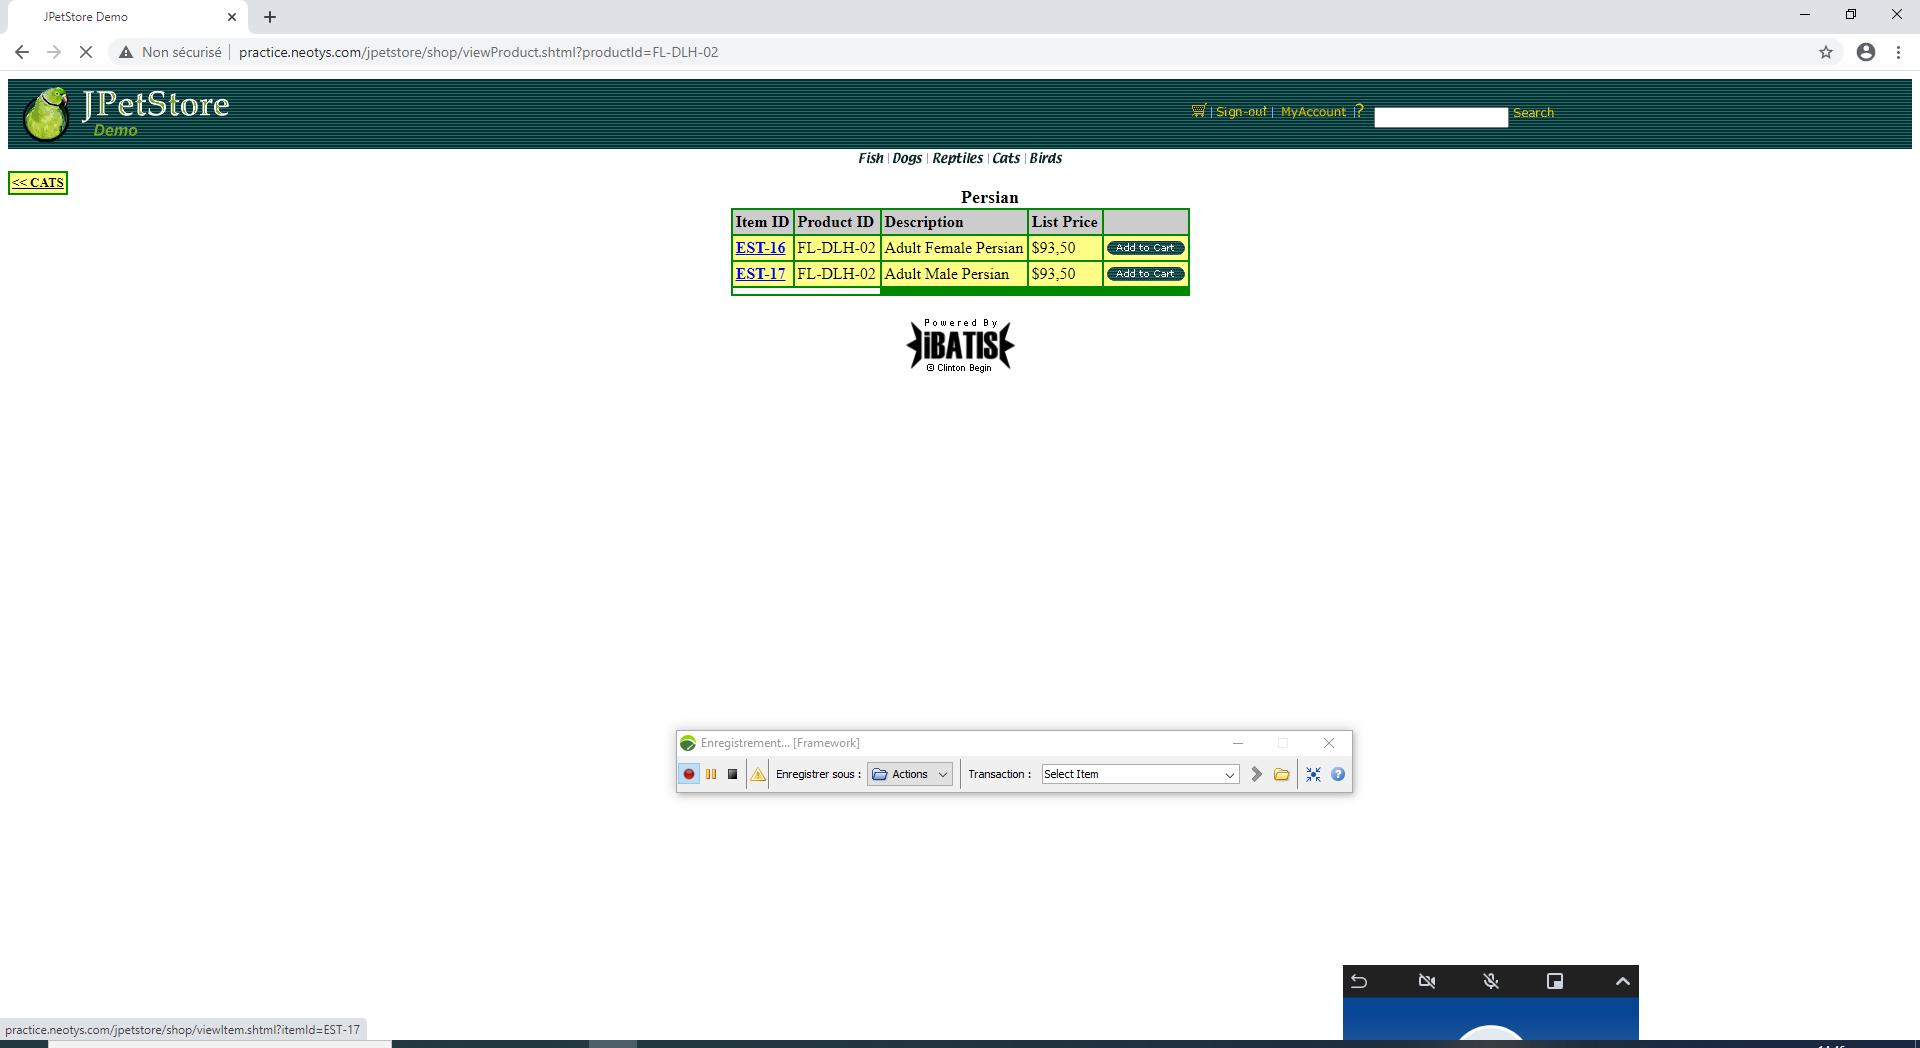 JPetStore Demo
Non sécurisé practice.neotys.com/jpetstore/shop/viewProduct.shtml?productId=FL-DLH-02
JPetStore
Demo
| Sign-out | MyAccount | ? Search
Fish | Dogs | Reptiles | Cats | Birds
<< CATS
Persian
Item ID Product ID Description List Price
EST-16 FL-DLH-02 Adult Female Persian $93,50 Add to Cart
EST-17 FL-DLH-02 Adult Male Persian $93,50 Add to Cart
Powered By
iBATIS
© Clinton Begin
Enregistrement... [Framework]
Enregistrer sous : Actions Transaction : Select Item
practice.neotys.com/jpetstore/shop/viewItem.shtml?itemId=EST-17